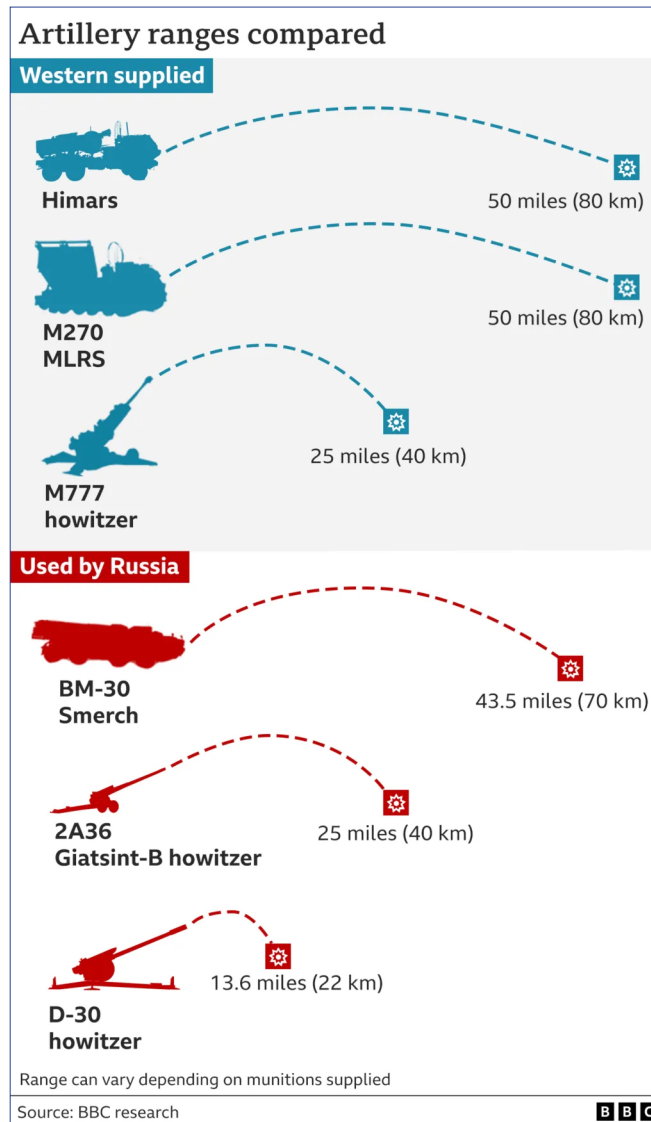 Artillery ranges compared
Western supplied
Himars
50 miles (80 km)
M270
MLRS
50 miles (80 km)
M777
howitzer
25 miles (40 km)
Used by Russia
BM-30
Smerch
43.5 miles (70 km)
2A36
Giatsint-B howitzer
25 miles (40 km)
D-30
howitzer
13.6 miles (22 km)
Range can vary depending on munitions supplied
Source: BBC research
BBC